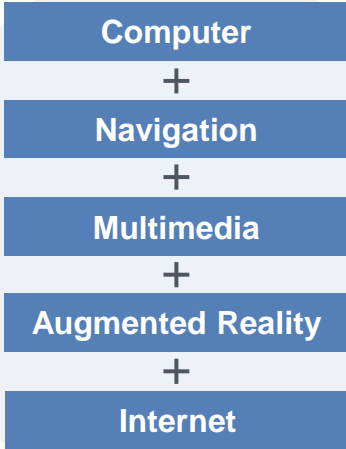 Computer
+
Navigation
+
Multimedia
+
Augmented Reality
+
Internet